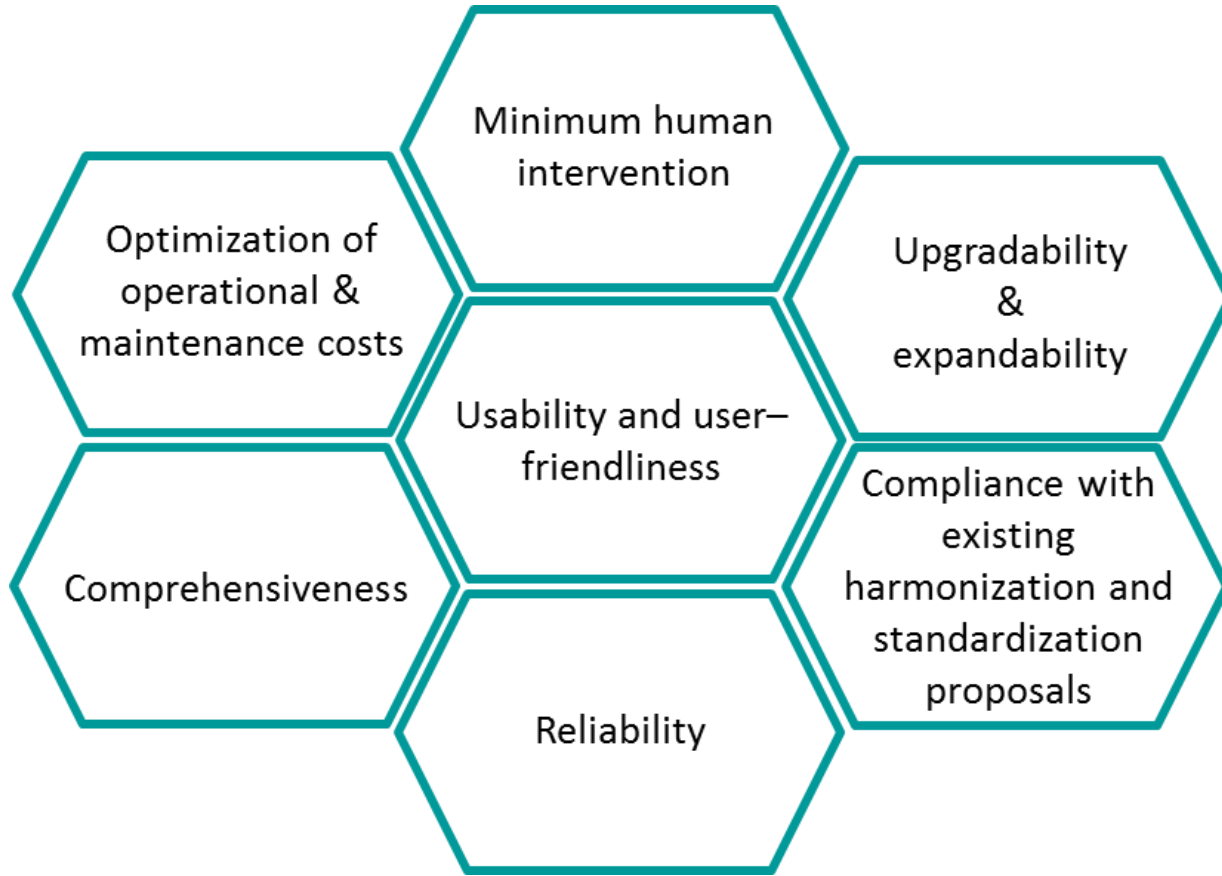 Minimum human
intervention
Optimization of
operational &
maintenance costs
Upgradability
&
expandability
Usability and user–
friendliness
Comprehensiveness
Compliance with
existing
harmonization and
standardization
proposals
Reliability